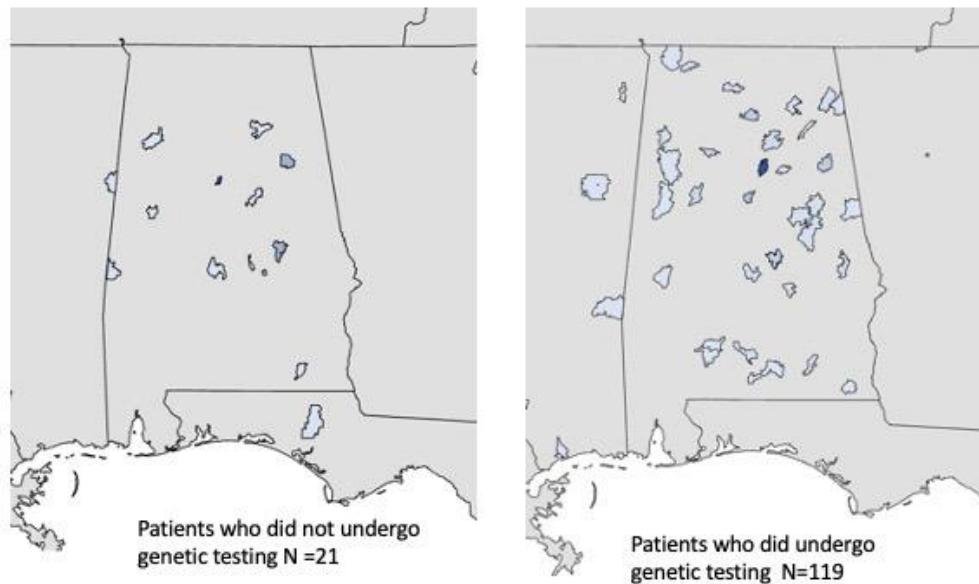 Patients who did not undergo
genetic testing N =21
Patients who did undergo
genetic testing  N=119